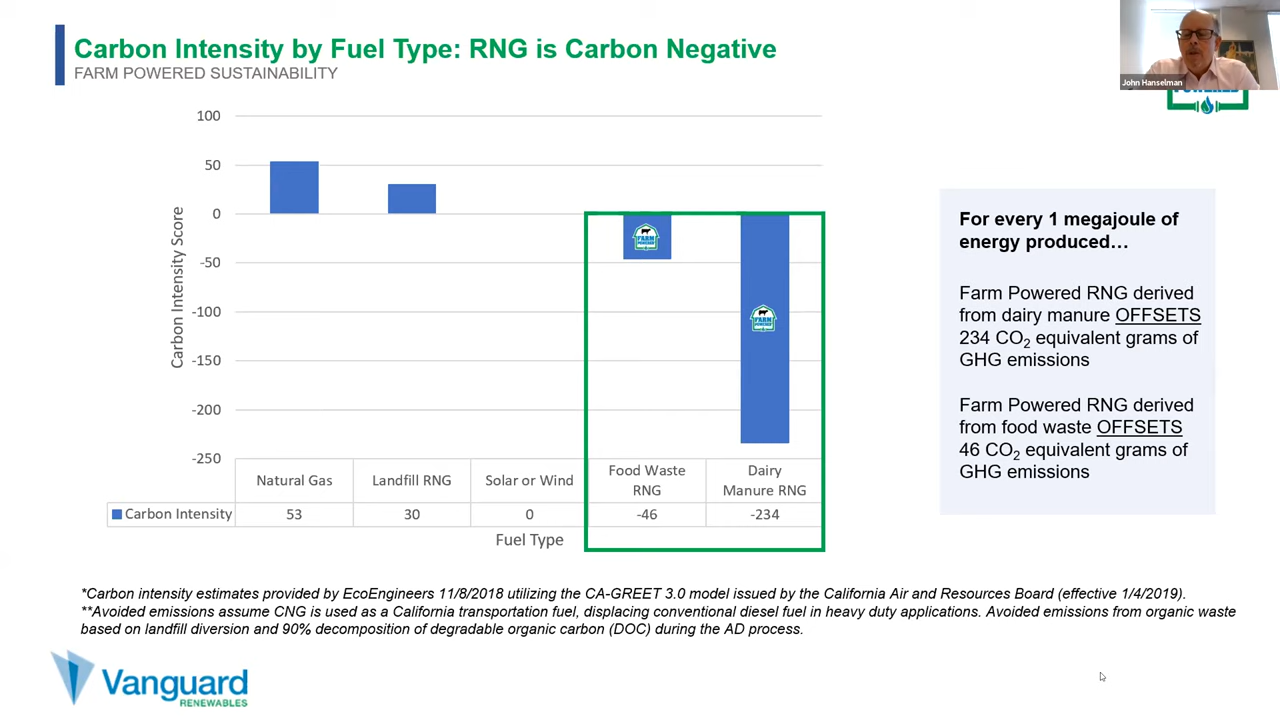 Carbon Intensity by Fuel Type: RNG is Carbon Negative
FARM POWERED SUSTAINABILITY
John Hanselman
100
50
0
-50
-100
-150
-200
-250
Carbon Intensity Score
Natural Gas
Landfill RNG
Solar or Wind
Food Waste
RNG
Dairy
Manure RNG
Carbon Intensity
53
30
0
-46
-234
Fuel Type
For every 1 megajoule of
energy produced…
Farm Powered RNG derived
from dairy manure OFFSETS
234 CO2 equivalent grams of
GHG emissions
Farm Powered RNG derived
from food waste OFFSETS
46 CO2 equivalent grams of
GHG emissions
*Carbon intensity estimates provided by EcoEngineers 11/8/2018 utilizing the CA-GREET 3.0 model issued by the California Air and Resources Board (effective 1/4/2019).
**Avoided emissions assume CNG is used as a California transportation fuel, displacing conventional diesel fuel in heavy duty applications. Avoided emissions from organic waste
based on landfill diversion and 90% decomposition of degradable organic carbon (DOC) during the AD process.
Vanguard
RENEWABLES